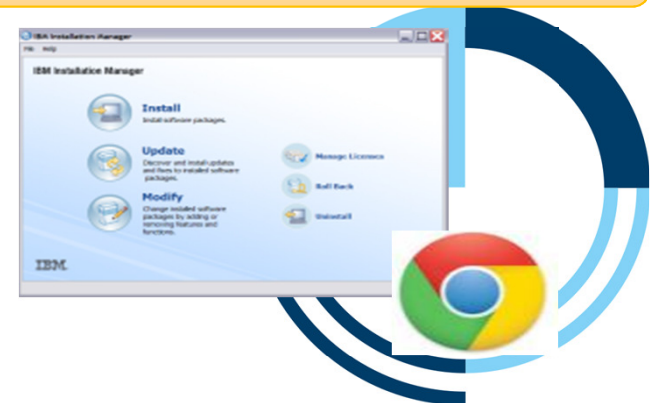 IBM Installation Manager
File Help
IBM Installation Manager
Install
Install software packages.
Update
Discover and install updates
and fixes to installed software
packages.
Modify
Change installed software
packages by adding or
removing features and
functions.
Manage Licenses
Roll Back
Uninstall
IBM.